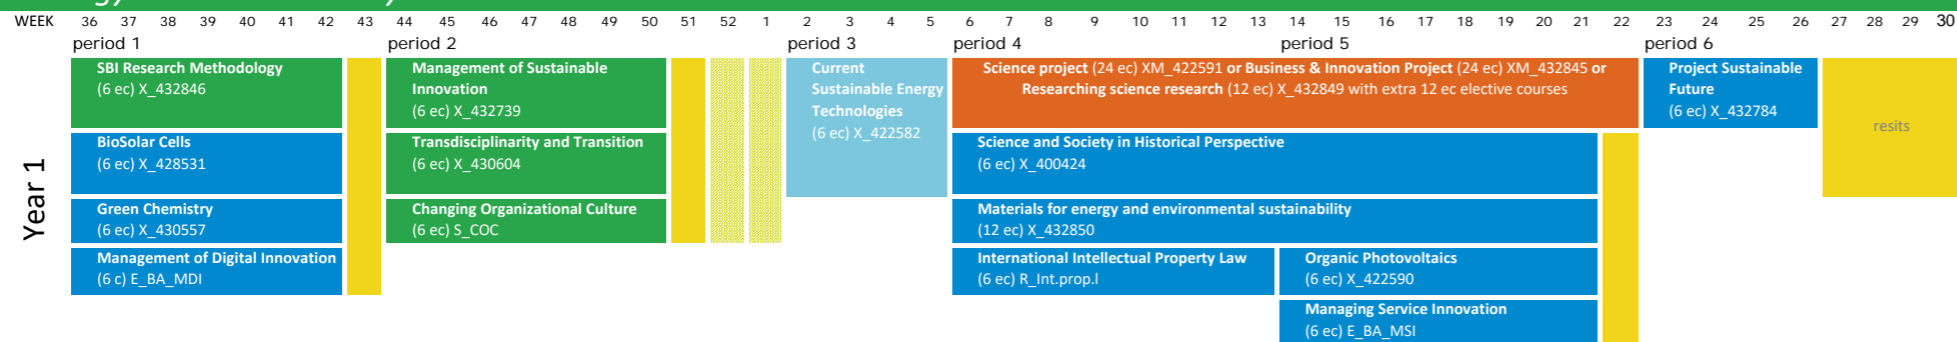 WEEK 36 37 38 39 40 41 42 43 44 45 46 47 48 49 50 51 52 1 2 3 4 5 6 7 8 9 10 11 12 13 14 15 16 17 18 19 20 21 22 23 24 25 26 27 28 29 30
period 1 period 2 period 3 period 4 period 5 period 6
Year 1
SBI Research Methodology
(6 ec) X_432846
BioSolar Cells
(6 ec) X_428531
Green Chemistry
(6 ec) X_430557
Management of Digital Innovation
(6 c) E_BA_MDI
Management of Sustainable
Innovation
(6 ec) X_432739
Transdisciplinarity and Transition
(6 ec) X_430604
Changing Organizational Culture
(6 ec) S_COC
Current
Sustainable Energy
Technologies
(6 ec) X_422582
Science project (24 ec) XM_422591 or Business & Innovation Project (24 ec) XM_432845 or
Researching science research (12 ec) X_432849 with extra 12 ec elective courses
Science and Society in Historical Perspective
(6 ec) X_400424
Materials for energy and environmental sustainability
(12 ec) X_432850
International Intellectual Property Law
(6 ec) R_Int.prop.l
Organic Photovoltaics
(6 ec) X_422590
Managing Service Innovation
(6 ec) E_BA_MSI
Project Sustainable
Future
(6 ec) X_432784
resits